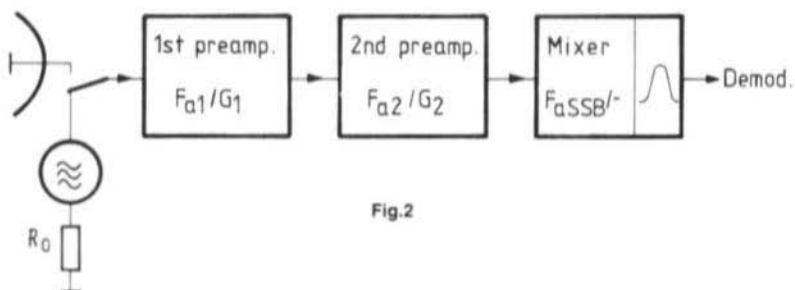 1st preamp.
Fa1/G1
2nd preamp.
Fa2/G2
Mixer
FaSSB/-
Demod.
R0
Fig.2